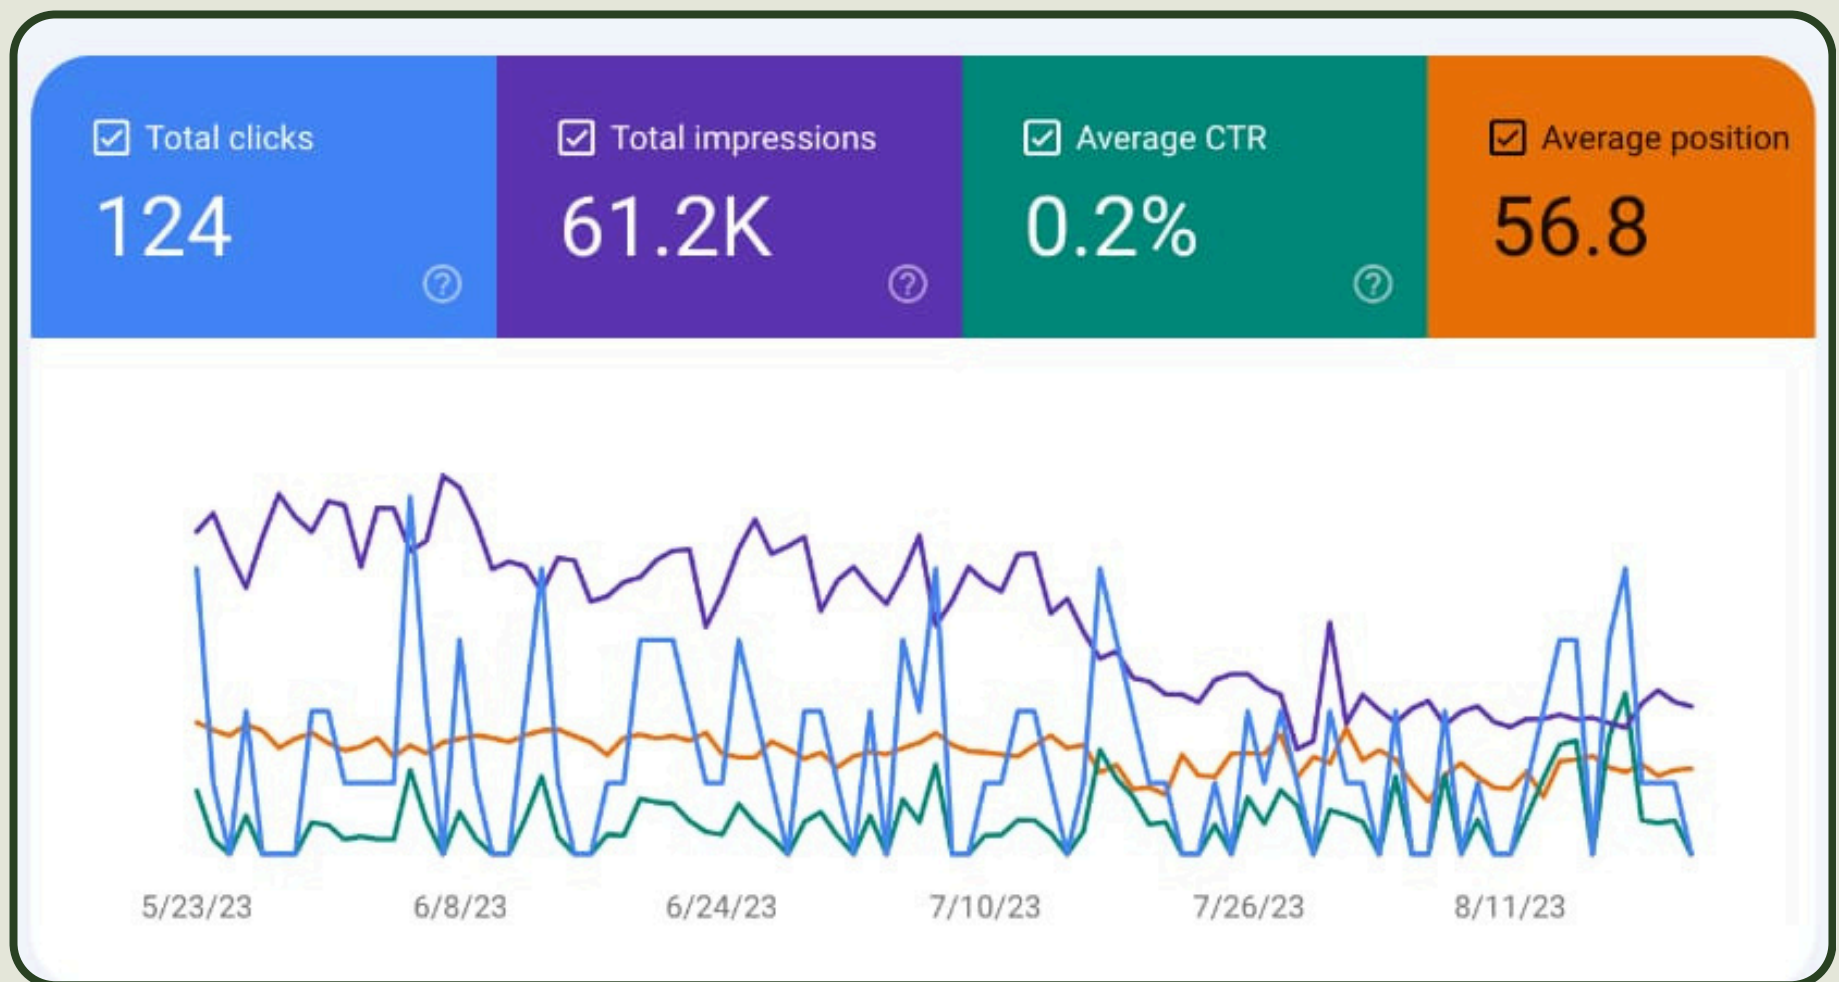 Total clicks
124
Total impressions
61.2K
Average CTR
0.2%
Average position
56.8
5/23/23 6/8/23 6/24/23 7/10/23 7/26/23 8/11/23